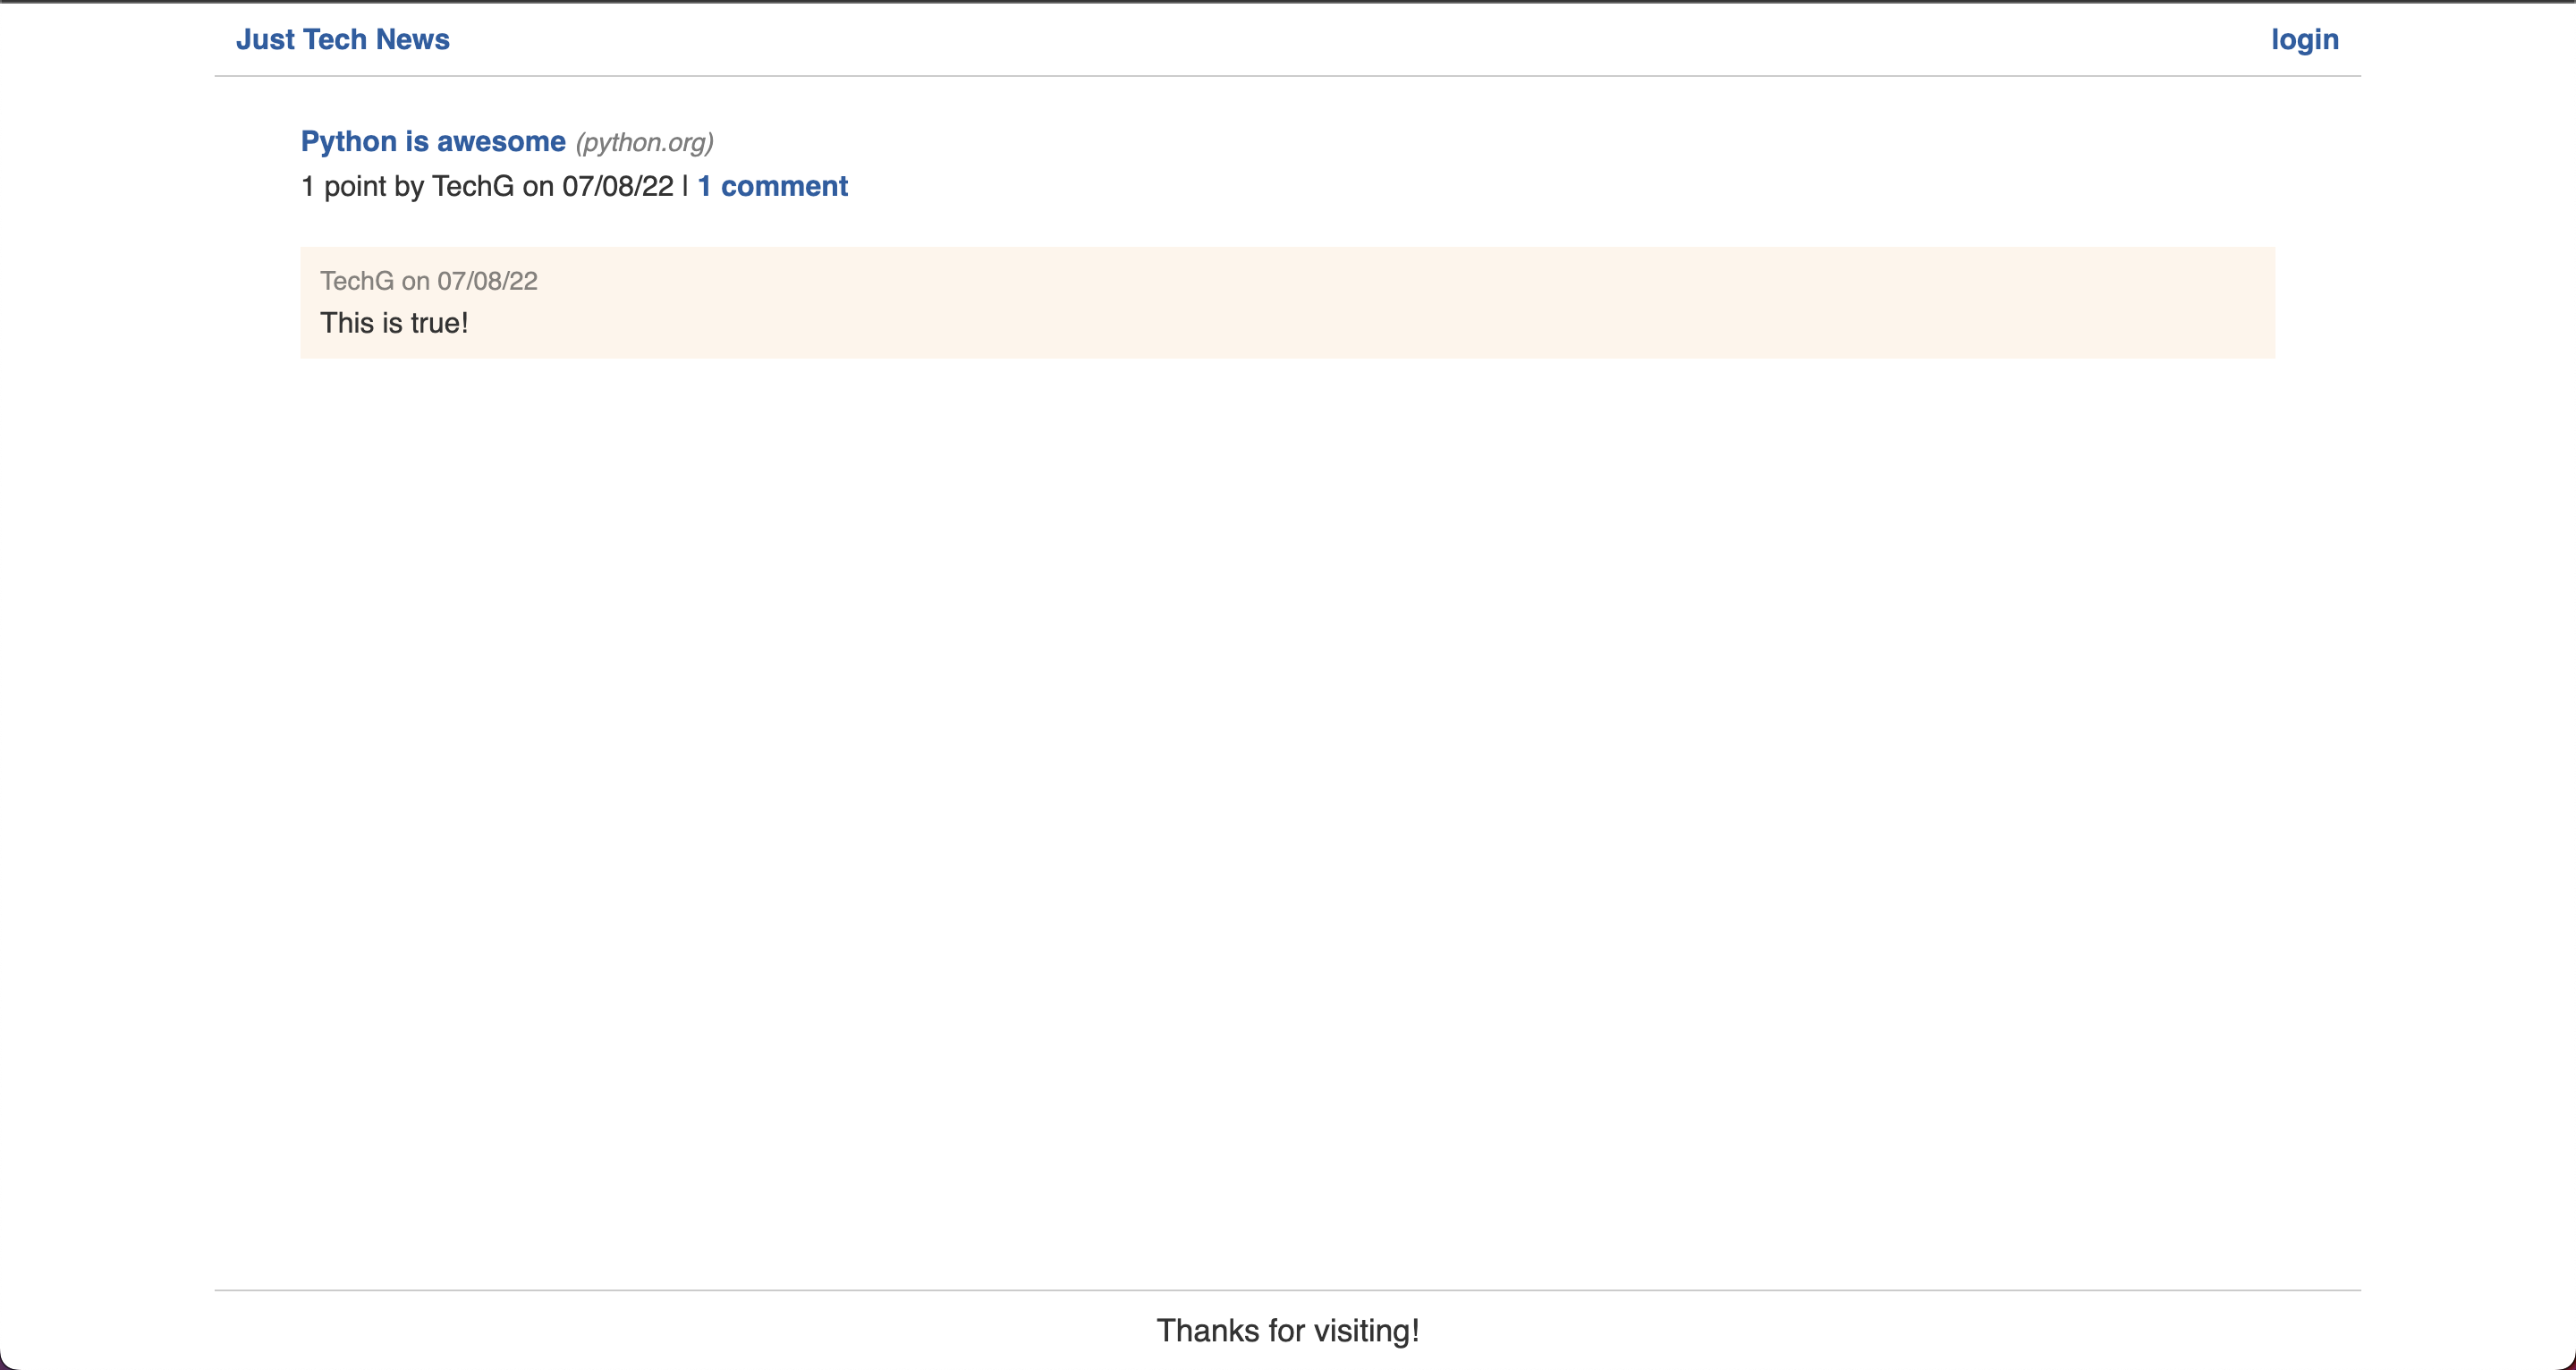 Just Tech News login
Python is awesome (python.org)
1 point by TechG on 07/08/22 | 1 comment
TechG on 07/08/22
This is true!
Thanks for visiting!